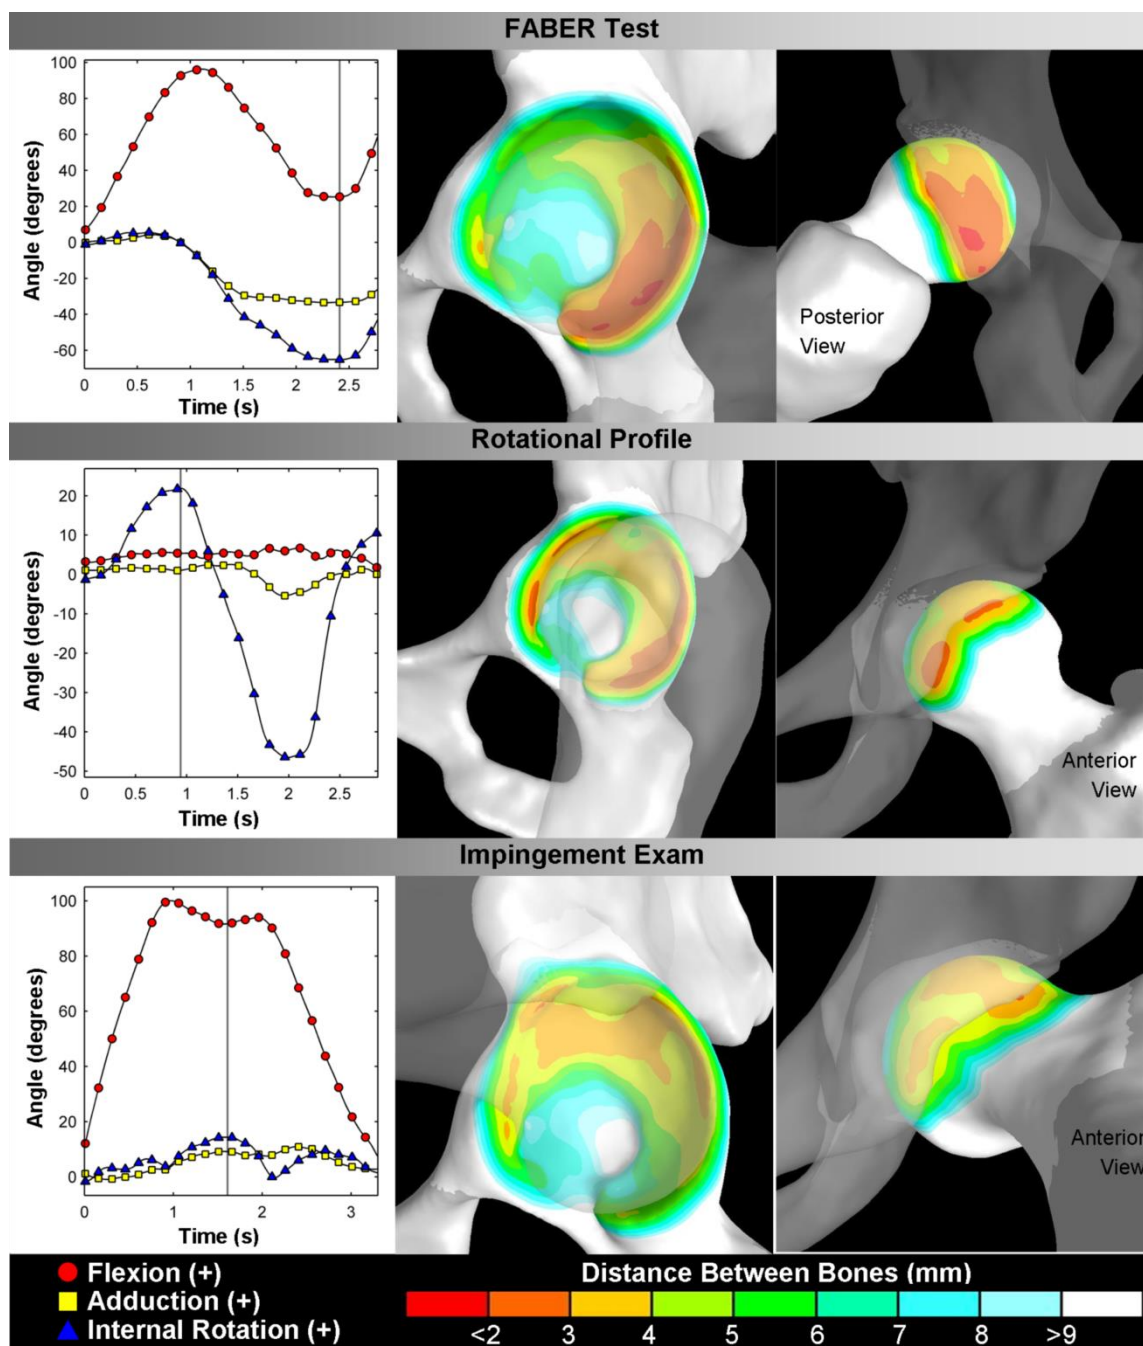 FABER Test
100
80
60
40
20
0
-20
-40
-60
Angle (degrees)
0 0.5 1 1.5 2 2.5
Time (s)
Posterior
View
Rotational Profile
20
10
0
-10
-20
-30
-40
-50
Angle (degrees)
0 0.5 1 1.5 2 2.5
Time (s)
Anterior
View
Impingement Exam
100
80
60
40
20
0
Angle (degrees)
0 1 2 3
Time (s)
Anterior
View
Flexion (+)
Adduction (+)
Internal Rotation (+)
Distance Between Bones (mm)
<2 3 4 5 6 7 8 >9